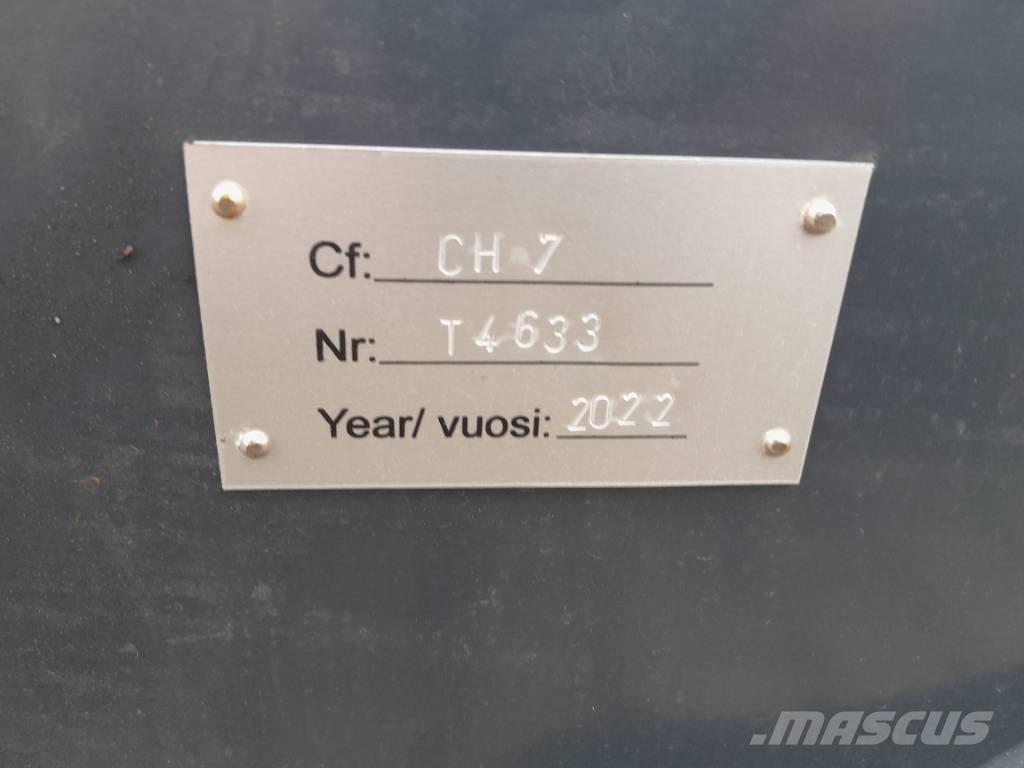 Cf: CH 7
Nr: T4633
Year/ vuosi: 2022
MASCUS